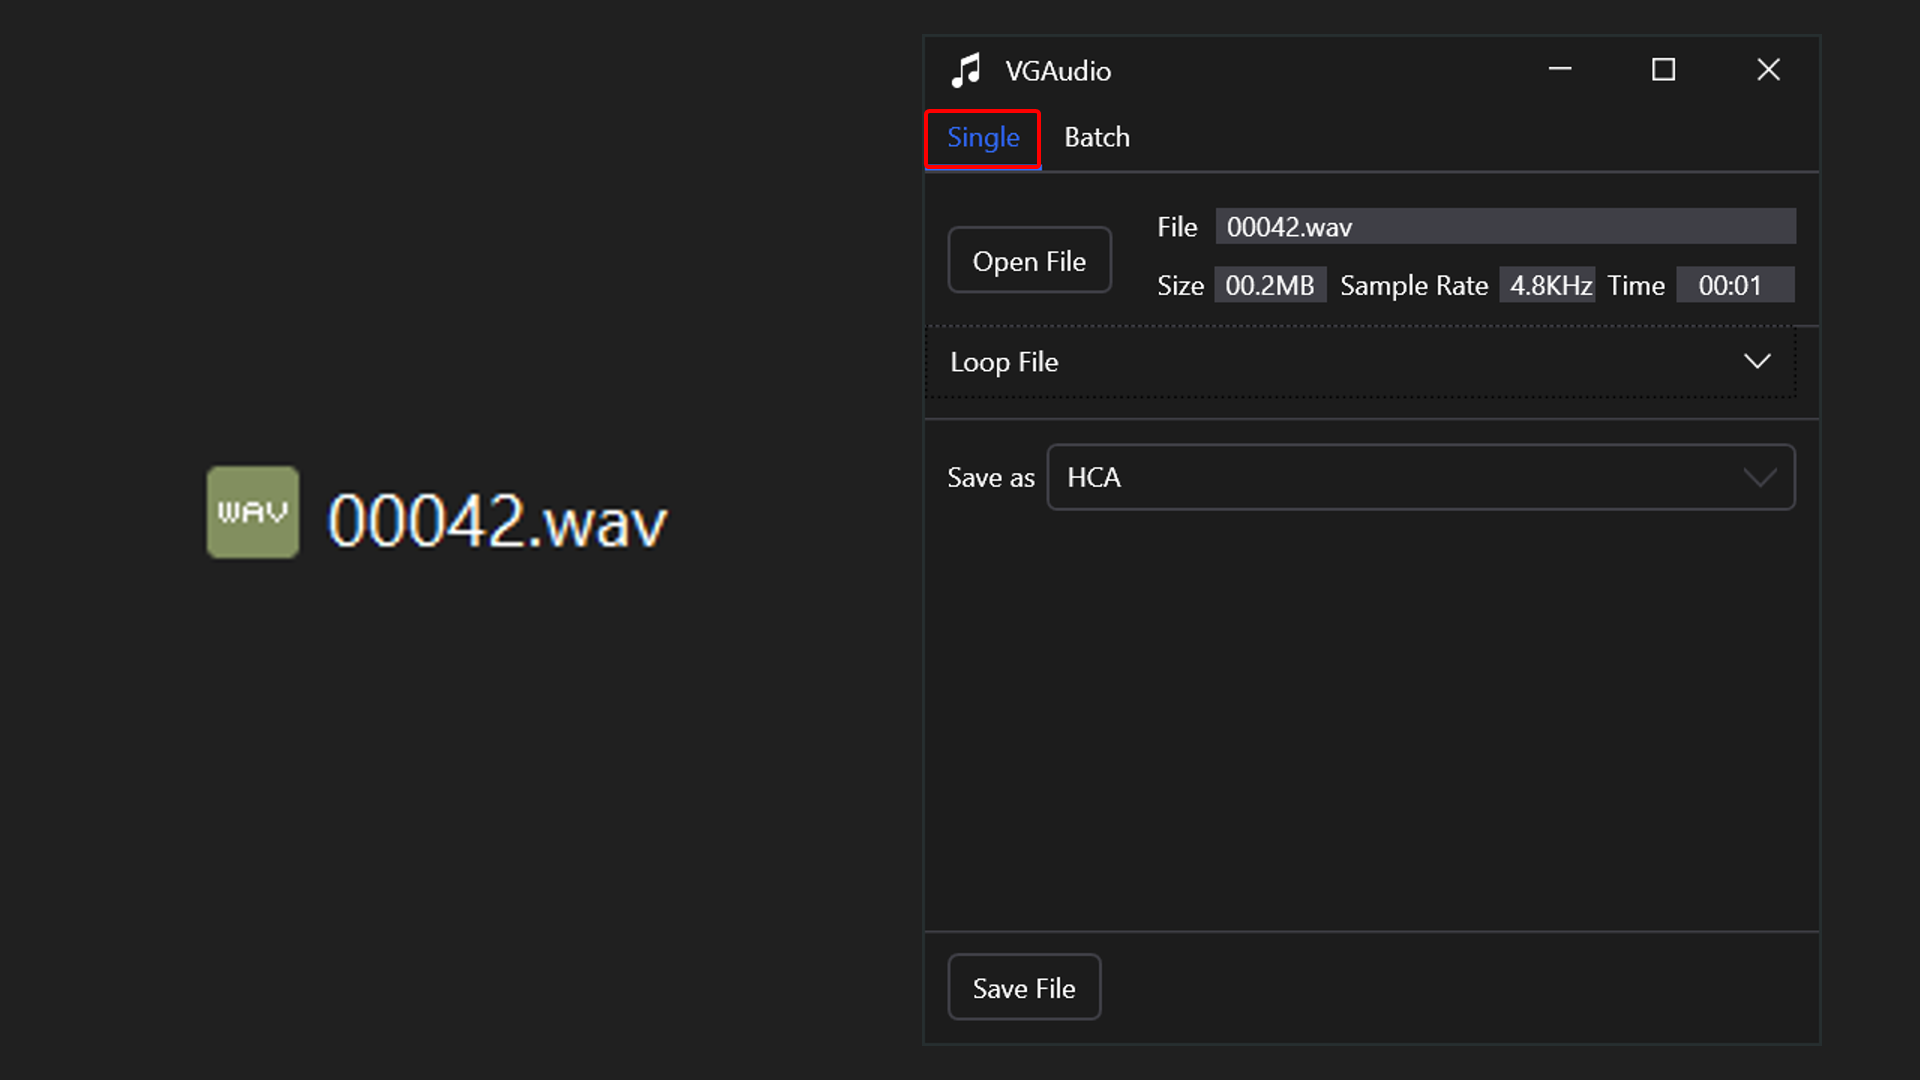 VGAudio
Single Batch
File 00042.wav
Open File
Size 00.2MB Sample Rate 4.8KHz Time 00:01
Loop File
Save as HCA
WAV 00042.wav
Save File